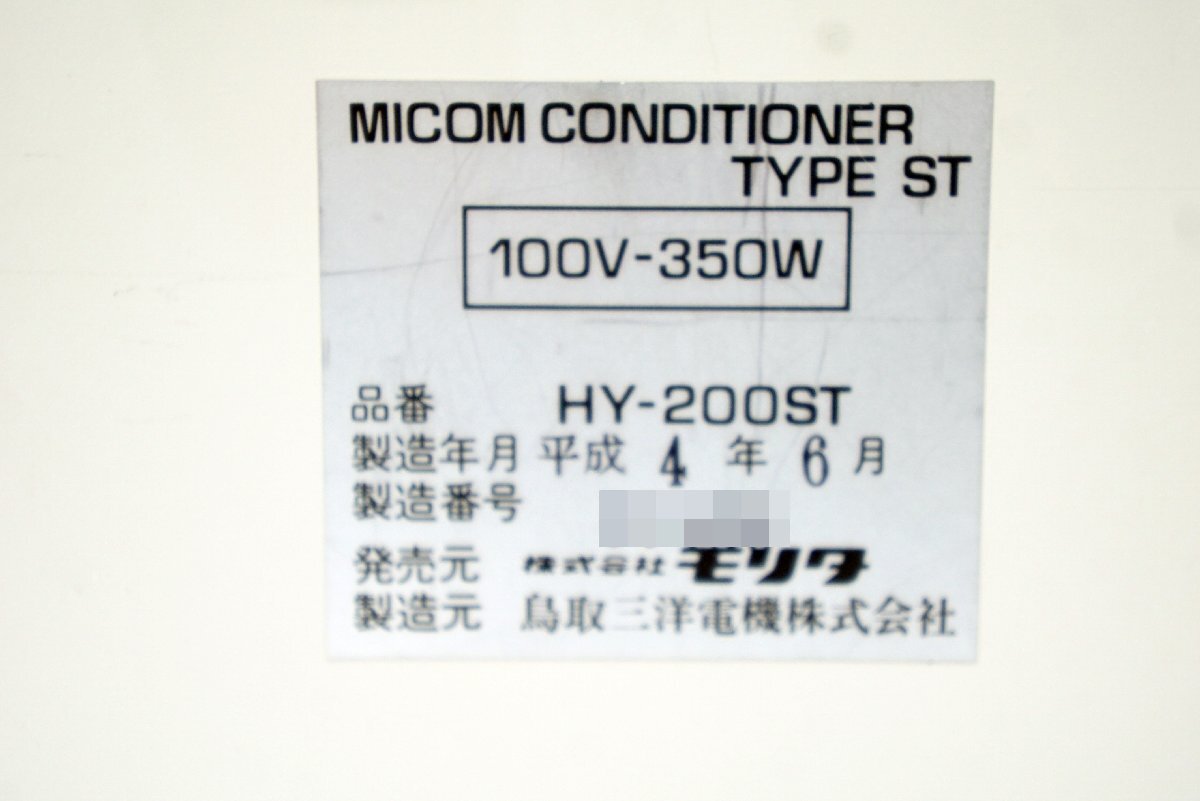 MICOM CONDITIONER
TYPE ST
100V-350W
品番 HY-200ST
製造年月 平成 4 年 6 月
製造番号
発売元 株式会社 モリタ
製造元 鳥取三洋電機株式会社